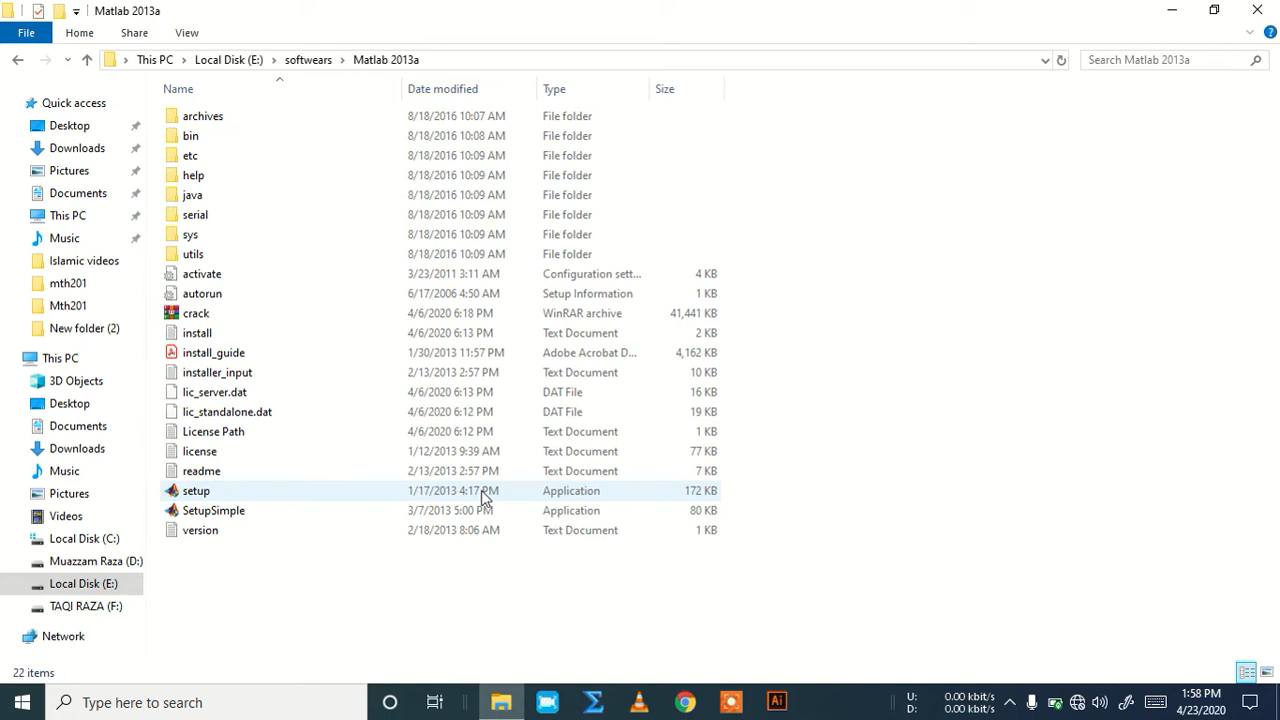 Matlab 2013a
File Home Share View
This PC Local Disk (E:) softwears Matlab 2013a Search Matlab 2013a
Name Date modified Type Size
Quick access
Desktop
Downloads
Pictures
Documents
This PC
Music
Islamic videos
mth201
Mth201
New folder (2)
This PC
3D Objects
Desktop
Documents
Downloads
Music
Pictures
Videos
Local Disk (C:)
Muazzam Raza (D:)
Local Disk (E:)
TAQI RAZA (F:)
Network
archives 8/18/2016 10:07 AM File folder
bin 8/18/2016 10:08 AM File folder
etc 8/18/2016 10:09 AM File folder
help 8/18/2016 10:09 AM File folder
java 8/18/2016 10:09 AM File folder
serial 8/18/2016 10:09 AM File folder
sys 8/18/2016 10:09 AM File folder
utils 8/18/2016 10:09 AM File folder
activate 3/23/2011 3:11 AM Configuration sett... 4 KB
autorun 6/17/2006 4:50 AM Setup Information 1 KB
crack 4/6/2020 6:18 PM WinRAR archive 41,441 KB
install 4/6/2020 6:13 PM Text Document 2 KB
install_guide 1/30/2013 11:57 PM Adobe Acrobat D... 4,162 KB
installer_input 2/13/2013 2:57 PM Text Document 10 KB
lic_server.dat 4/6/2020 6:13 PM DAT File 16 KB
lic_standalone.dat 4/6/2020 6:12 PM DAT File 19 KB
License Path 4/6/2020 6:12 PM Text Document 1 KB
license 1/12/2013 9:39 AM Text Document 77 KB
readme 2/13/2013 2:57 PM Text Document 7 KB
setup 1/17/2013 4:17 PM Application 172 KB
SetupSimple 3/7/2013 5:00 PM Application 80 KB
version 2/18/2013 8:06 AM Text Document 1 KB
22 items
Type here to search
Ai
U: 0.00 kbit/s
D: 0.00 kbit/s
1:58 PM
4/23/2020